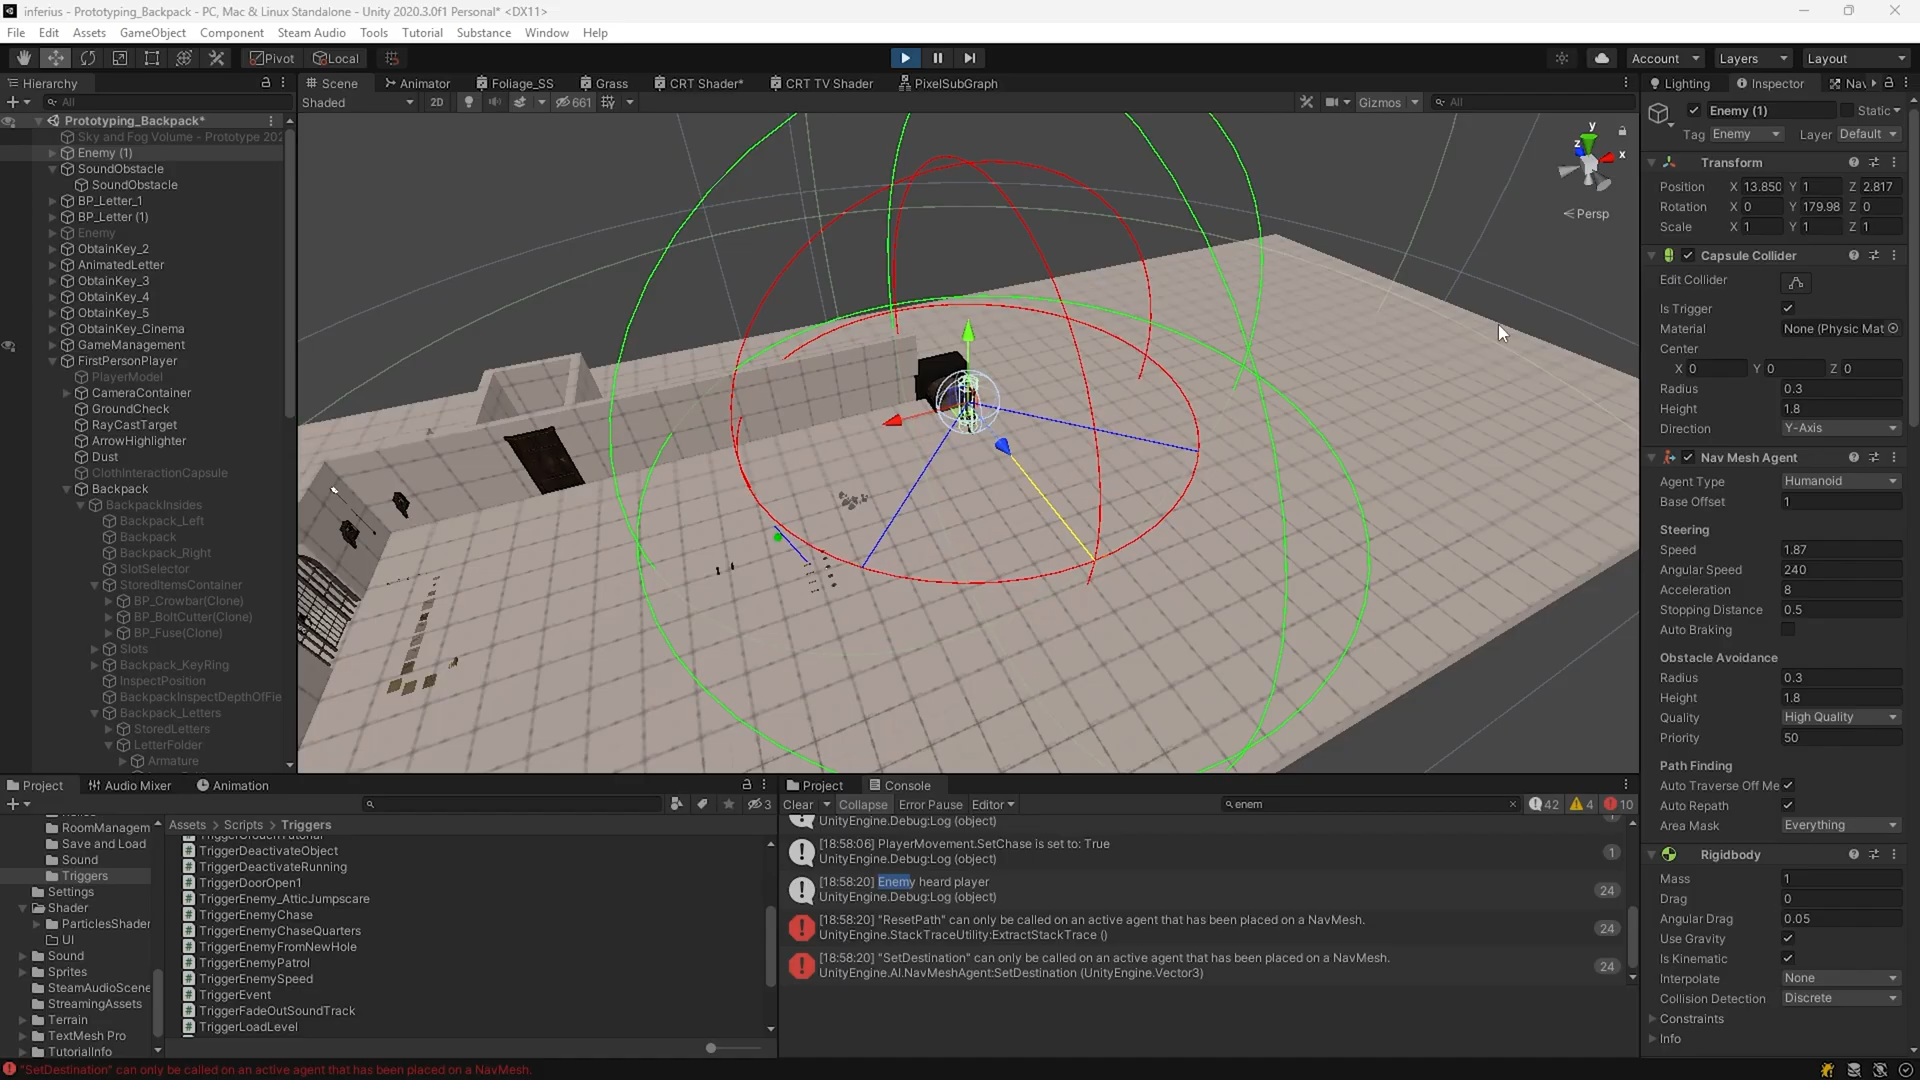 inferius - Prototyping_Backpack - PC, Mac & Linux Standalone - Unity 2020.3.0f1 Personal* <DX11>
File Edit Assets GameObject Component Steam Audio Tools Tutorial Substance Window Help
Pivot Local Account Layers Layout
Hierarchy
All
Prototyping_Backpack*
Sky and Fog Volume - Prototype 202
Enemy (1)
SoundObstacle
SoundObstacle
BP_Letter_1
BP_Letter (1)
Enemy
ObtainKey_2
AnimatedLetter
ObtainKey_3
ObtainKey_4
ObtainKey_5
ObtainKey_Cinema
GameManagement
FirstPersonPlayer
PlayerModel
CameraContainer
GroundCheck
RayCastTarget
ArrowHighlighter
Dust
ClothInteractionCapsule
Backpack
BackpackInsides
Backpack_Left
Backpack
Backpack_Right
SlotSelector
StoredItemsContainer
BP_Crowbar(Clone)
BP_BoltCutter(Clone)
BP_Fuse(Clone)
Slots
Backpack_KeyRing
InspectPosition
BackpackInspectDepthOfFie
Backpack_Letters
StoredLetters
LetterFolder
Armature
Scene Animator Foliage_SS Grass CRT Shader* CRT TV Shader PixelSubGraph
Shaded 2D 661 Gizmos All
y
z
x
Persp
Lighting Inspector Nav
Enemy (1) Static
Tag Enemy Layer Default
Transform
Position X 13.850 Y 1 Z 2.817
Rotation X 0 Y 179.98 Z 0
Scale X 1 Y 1 Z 1
Capsule Collider
Edit Collider
Is Trigger
Material None (Physic Mat
Center
X 0 Y 0 Z 0
Radius 0.3
Height 1.8
Direction Y-Axis
Nav Mesh Agent
Agent Type Humanoid
Base Offset 1
Steering
Speed 1.87
Angular Speed 240
Acceleration 8
Stopping Distance 0.5
Auto Braking
Obstacle Avoidance
Radius 0.3
Height 1.8
Quality High Quality
Priority 50
Path Finding
Auto Traverse Off Me
Auto Repath
Area Mask Everything
Rigidbody
Mass 1
Drag 0
Angular Drag 0.05
Use Gravity
Is Kinematic
Interpolate None
Collision Detection Discrete
Constraints
Info
Project Audio Mixer Animation
3
RoomManagem
Save and Load
Sound
Triggers
Settings
Shader
ParticlesShader
UI
Sound
Sprites
SteamAudioScene
StreamingAssets
Terrain
TextMesh Pro
TutorialInfo
Assets > Scripts > Triggers
TriggerDeactivateObject
TriggerDeactivateRunning
TriggerDoorOpen1
TriggerEnemy_AtticJumpscare
TriggerEnemyChase
TriggerEnemyChaseQuarters
TriggerEnemyFromNewHole
TriggerEnemyPatrol
TriggerEnemySpeed
TriggerEvent
TriggerFadeOutSoundTrack
TriggerLoadLevel
Project Console
Clear Collapse Error Pause Editor enem 42 4 10
UnityEngine.Debug:Log (object)
[18:58:06] PlayerMovement.SetChase is set to: True
UnityEngine.Debug:Log (object)
1
[18:58:20] Enemy heard player
UnityEngine.Debug:Log (object)
24
[18:58:20] "ResetPath" can only be called on an active agent that has been placed on a NavMesh.
UnityEngine.StackTraceUtility:ExtractStackTrace ()
24
[18:58:20] "SetDestination" can only be called on an active agent that has been placed on a NavMesh.
UnityEngine.AI.NavMeshAgent:SetDestination (UnityEngine.Vector3)
24
"SetDestination" can only be called on an active agent that has been placed on a NavMesh.